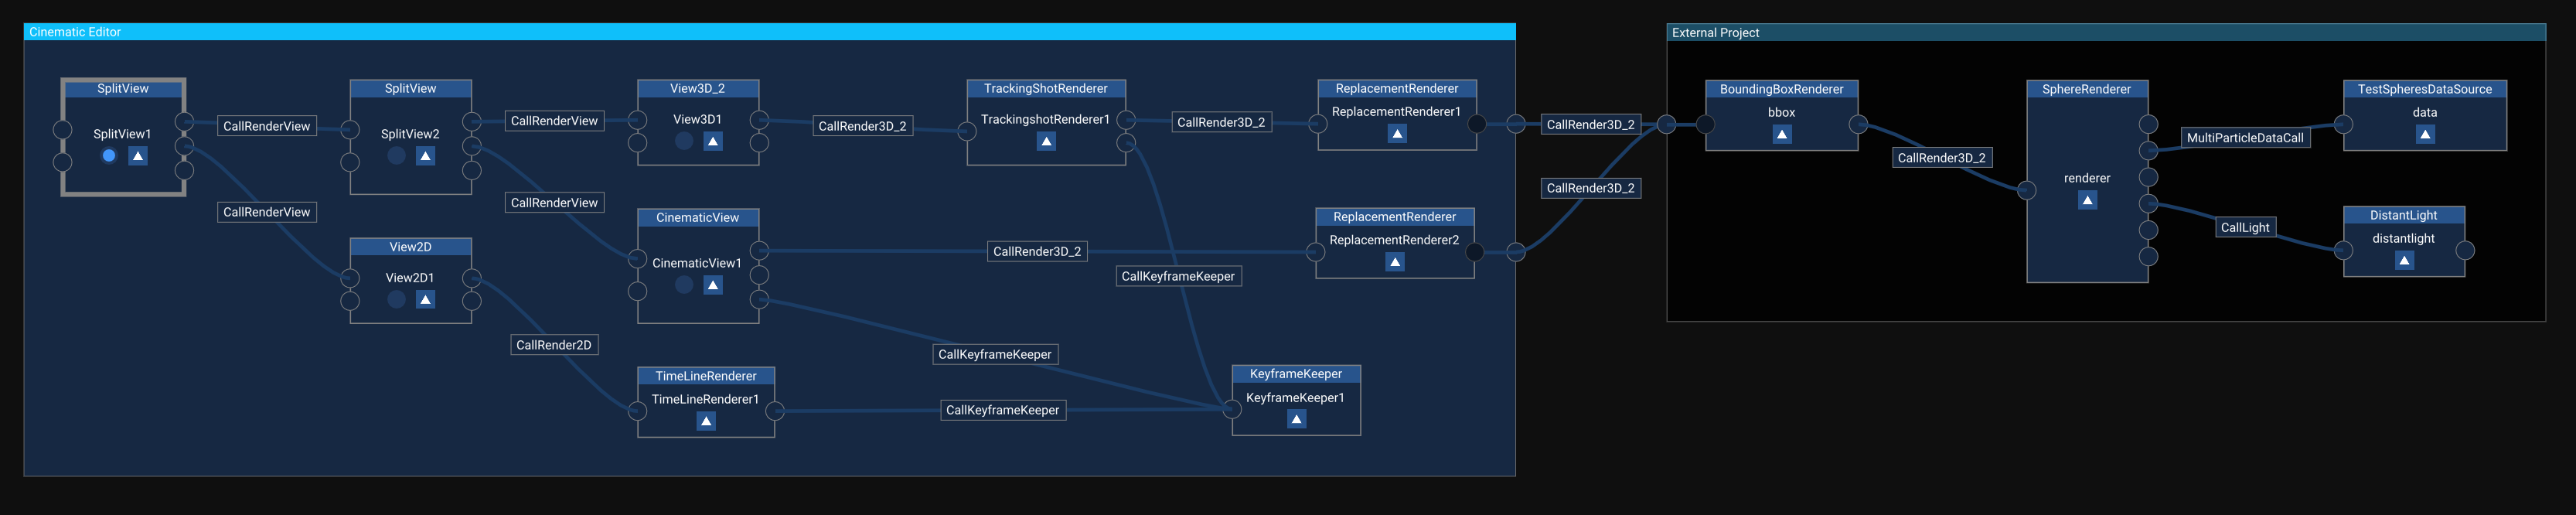 Cinematic Editor
SplitView
SplitView1
CallRenderView
CallRenderView
SplitView
SplitView2
View2D
View2D1
CallRenderView
CallRenderView
CallRender2D
View3D_2
View3D1
CinematicView
CinematicView1
TimeLineRenderer
TimeLineRenderer1
CallRender3D_2
TrackingShotRenderer
TrackingshotRenderer1
CallRender3D_2
CallRender3D_2
CallKeyframeKeeper
CallKeyframeKeeper
CallKeyframeKeeper
ReplacementRenderer
ReplacementRenderer1
ReplacementRenderer
ReplacementRenderer2
KeyframeKeeper
KeyframeKeeper1
CallRender3D_2
CallRender3D_2
External Project
BoundingBoxRenderer
bbox
CallRender3D_2
SphereRenderer
renderer
MultiParticleDataCall
CallLight
TestSpheresDataSource
data
DistantLight
distantlight